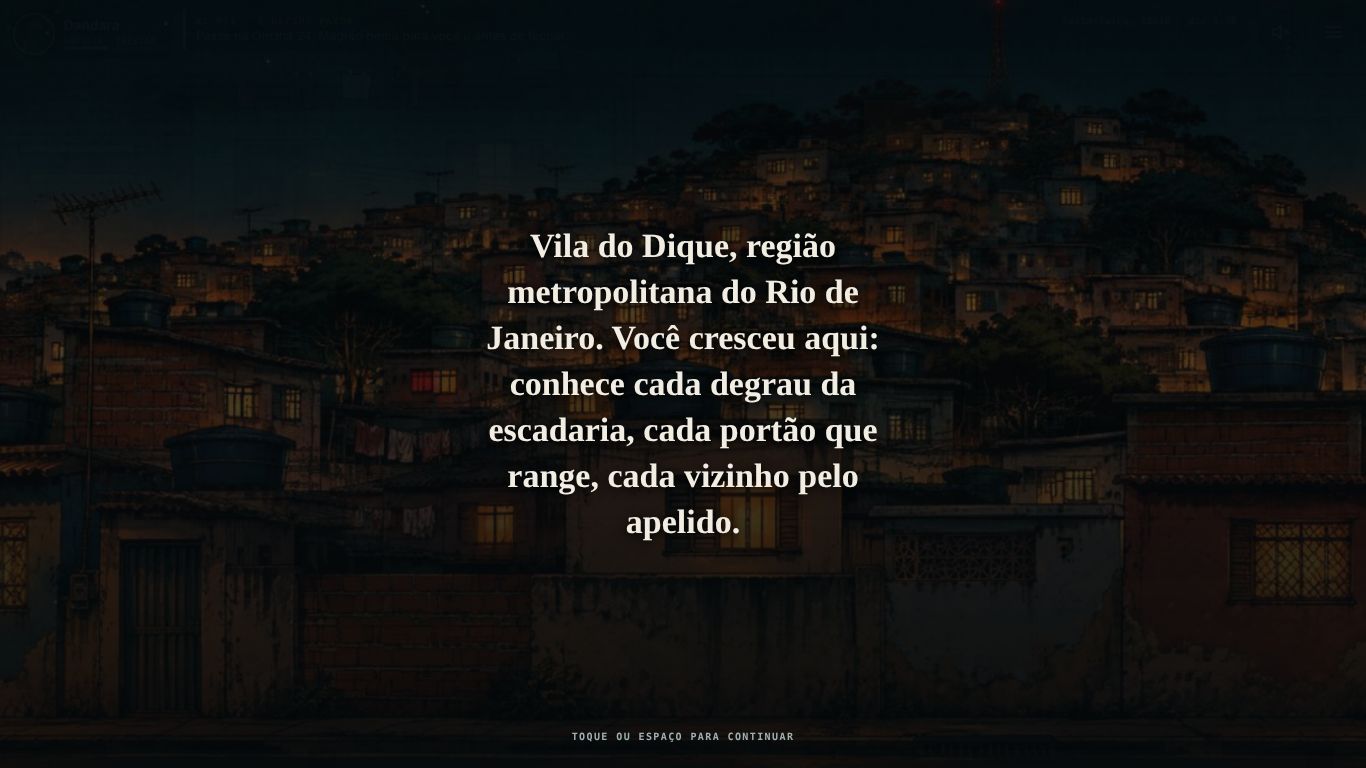 Dandara
Vila do Dique, região
metropolitana do Rio de
Janeiro. Você cresceu aqui:
conhece cada degrau da
escadaria, cada portão que
range, cada vizinho pelo
apelido.
TOQUE OU ESPAÇO PARA CONTINUAR